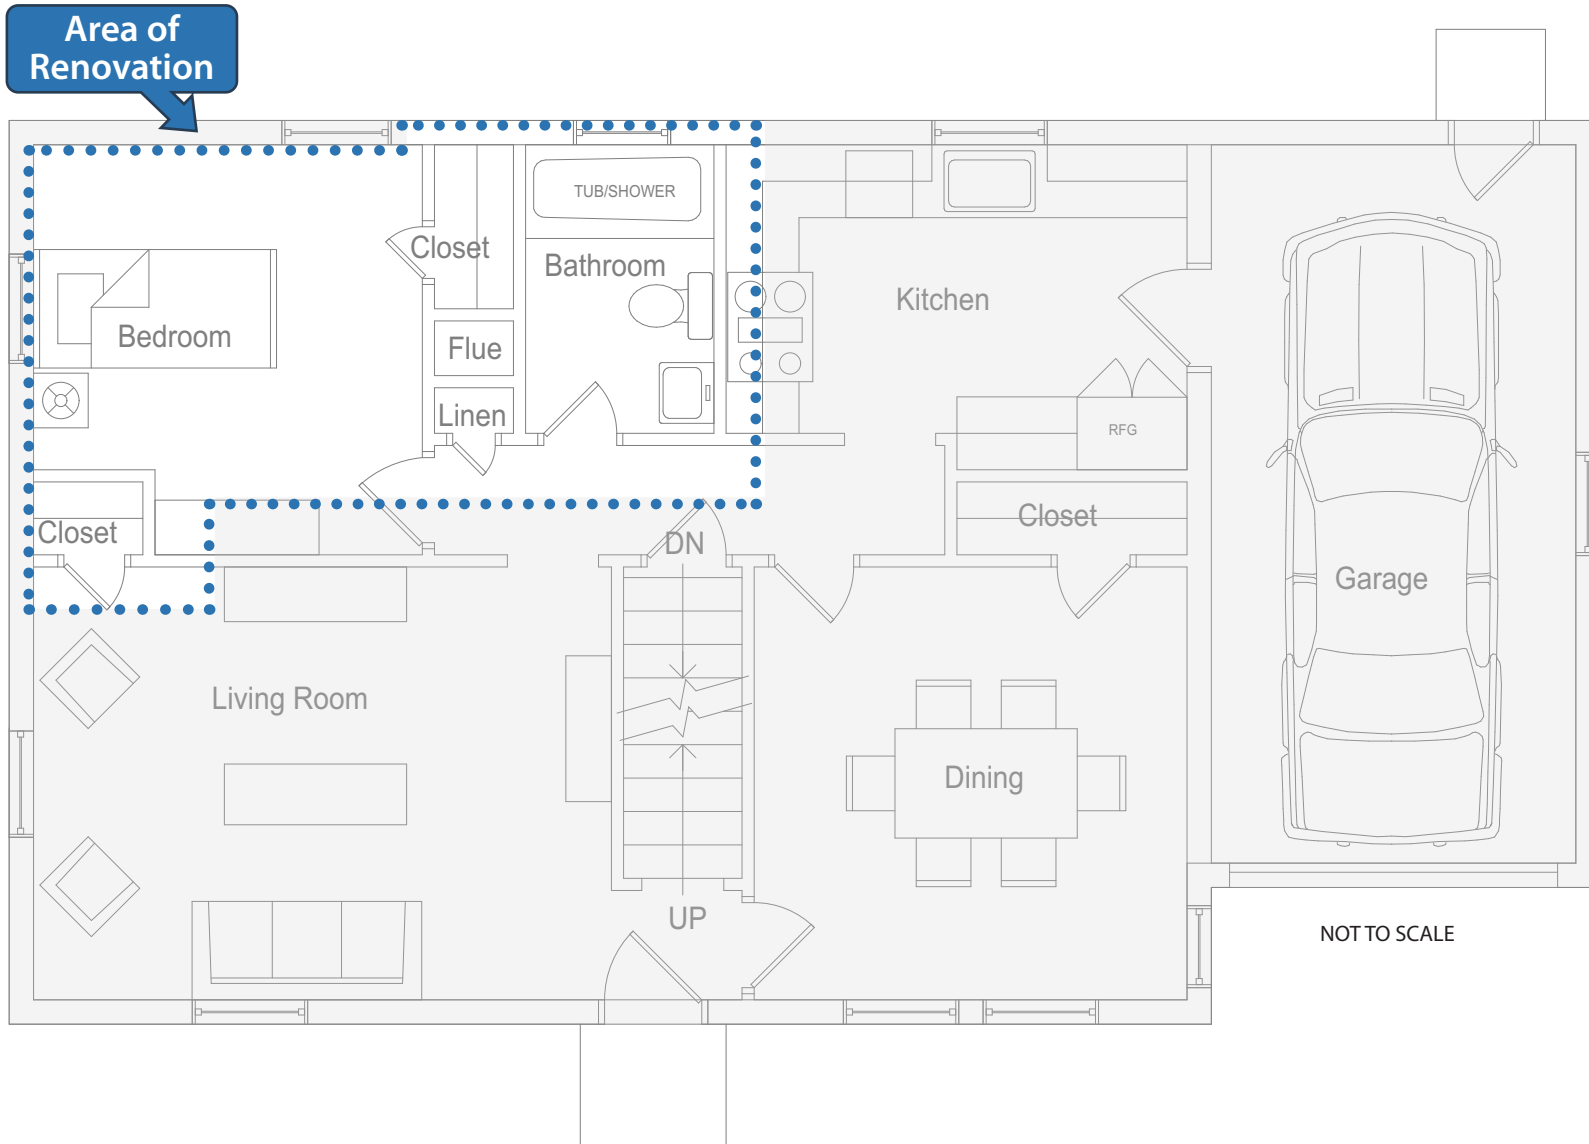 Area of
Renovation
TUB/SHOWER
Closet
Bathroom
Kitchen
Bedroom
Flue
Linen
RFG
Closet
Closet
DN
Garage
Living Room
Dining
UP
NOT TO SCALE